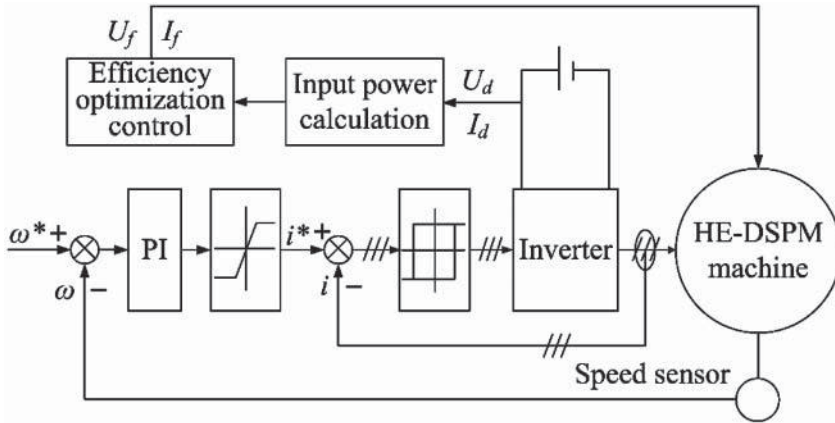 U_f I_f
Efficiency
optimization
control
Input power
calculation
U_d
I_d
HE-DSPM
machine
ω*+
ω −
PI
i*+
i −
Inverter
Speed sensor